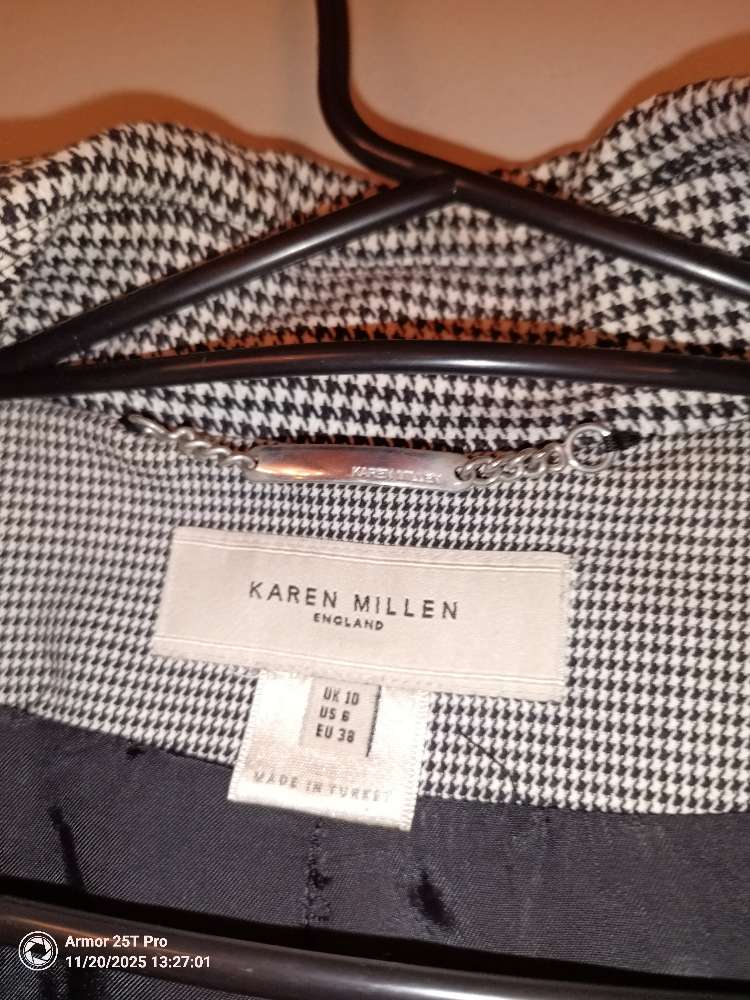 KAREN MILLEN
KAREN MILLEN
ENGLAND
UK 10
US 6
EU 38
MADE IN TURKEY
Armor 25T Pro
11/20/2025 13:27:01